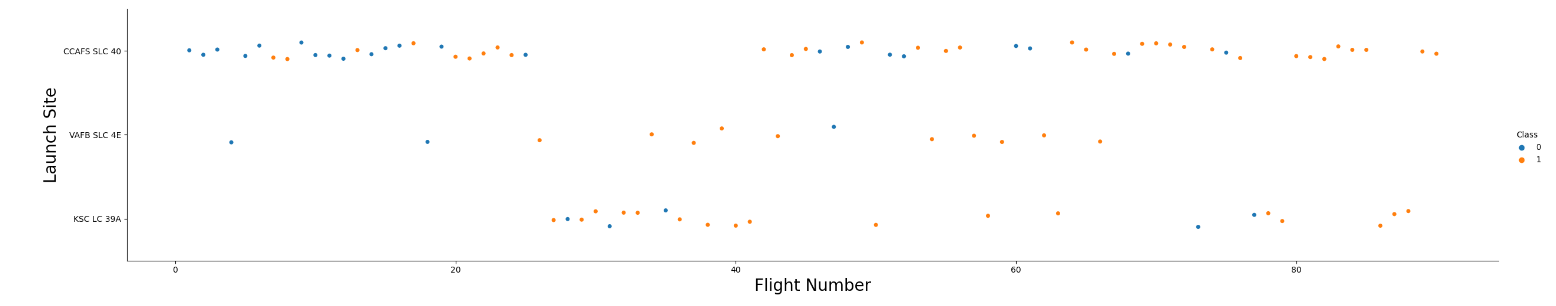 CCAFS SLC 40
VAFB SLC 4E
KSC LC 39A
Launch Site
0 20 40 60 80
Flight Number
Class
0
1